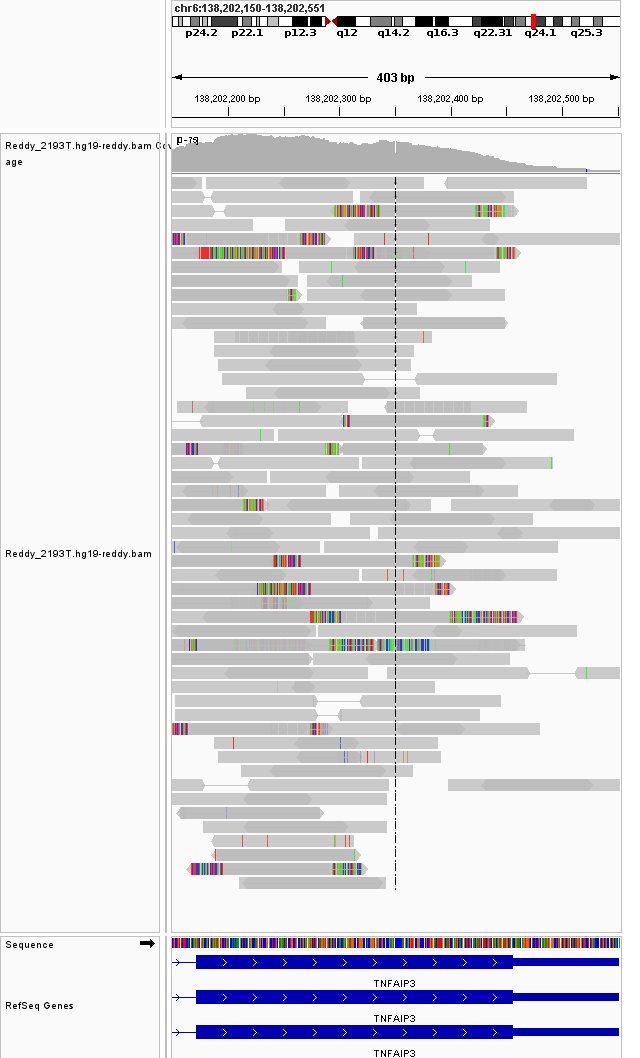 chr6:138,202,150-138,202,551
p24.2 p22.1 p12.3 q12 q14.2 q16.3 q22.31 q24.1 q25.3
403 bp
138,202,200 bp 138,202,300 bp 138,202,400 bp 138,202,500 bp
Reddy_2193T.hg19-reddy.bam Cov
age
Reddy_2193T.hg19-reddy.bam
Sequence
TNFAIP3
RefSeq Genes
TNFAIP3
TNFAIP3